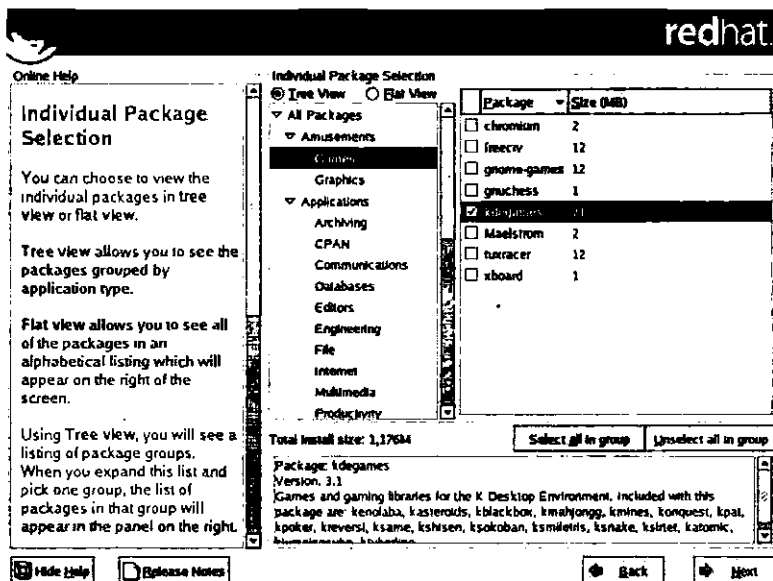 redhat.
Online Help
Individual Package
Selection
You can choose to view the
individual packages in tree
view or flat view.
Tree view allows you to see the
packages grouped by
application type.
Flat view allows you to see all
of the packages in an
alphabetical listing which will
appear on the right of the
screen.
Using Tree view, you will see a
listing of package groups.
When you expand this list and
pick one group, the list of
packages in that group will
appear in the panel on the right.
Individual Package Selection
Tree View Flat View
All Packages
Amusements
Games
Graphics
Applications
Archiving
CPAN
Communications
Databases
Editors
Engineering
File
Internet
Multimedia
Productivity
Package Size (MB)
chromium 2
freeciv 12
gnome-games 12
gnuchess 1
kdegames 21
Maelstrom 2
tuxracer 12
xboard 1
Total install size: 1,176M
Select all in group Unselect all in group
Package: kdegames
Version: 3.1
Games and gaming libraries for the K Desktop Environment. Included with this
package are: kenolaba, kasteroids, kblackbox, kmahjongg, kmines, konquest, kpat,
kpoker, kreversi, ksame, kshisen, ksokoban, ksmiletris, ksnake, ksirtet, katomic,
Hide Help Release Notes Back Next